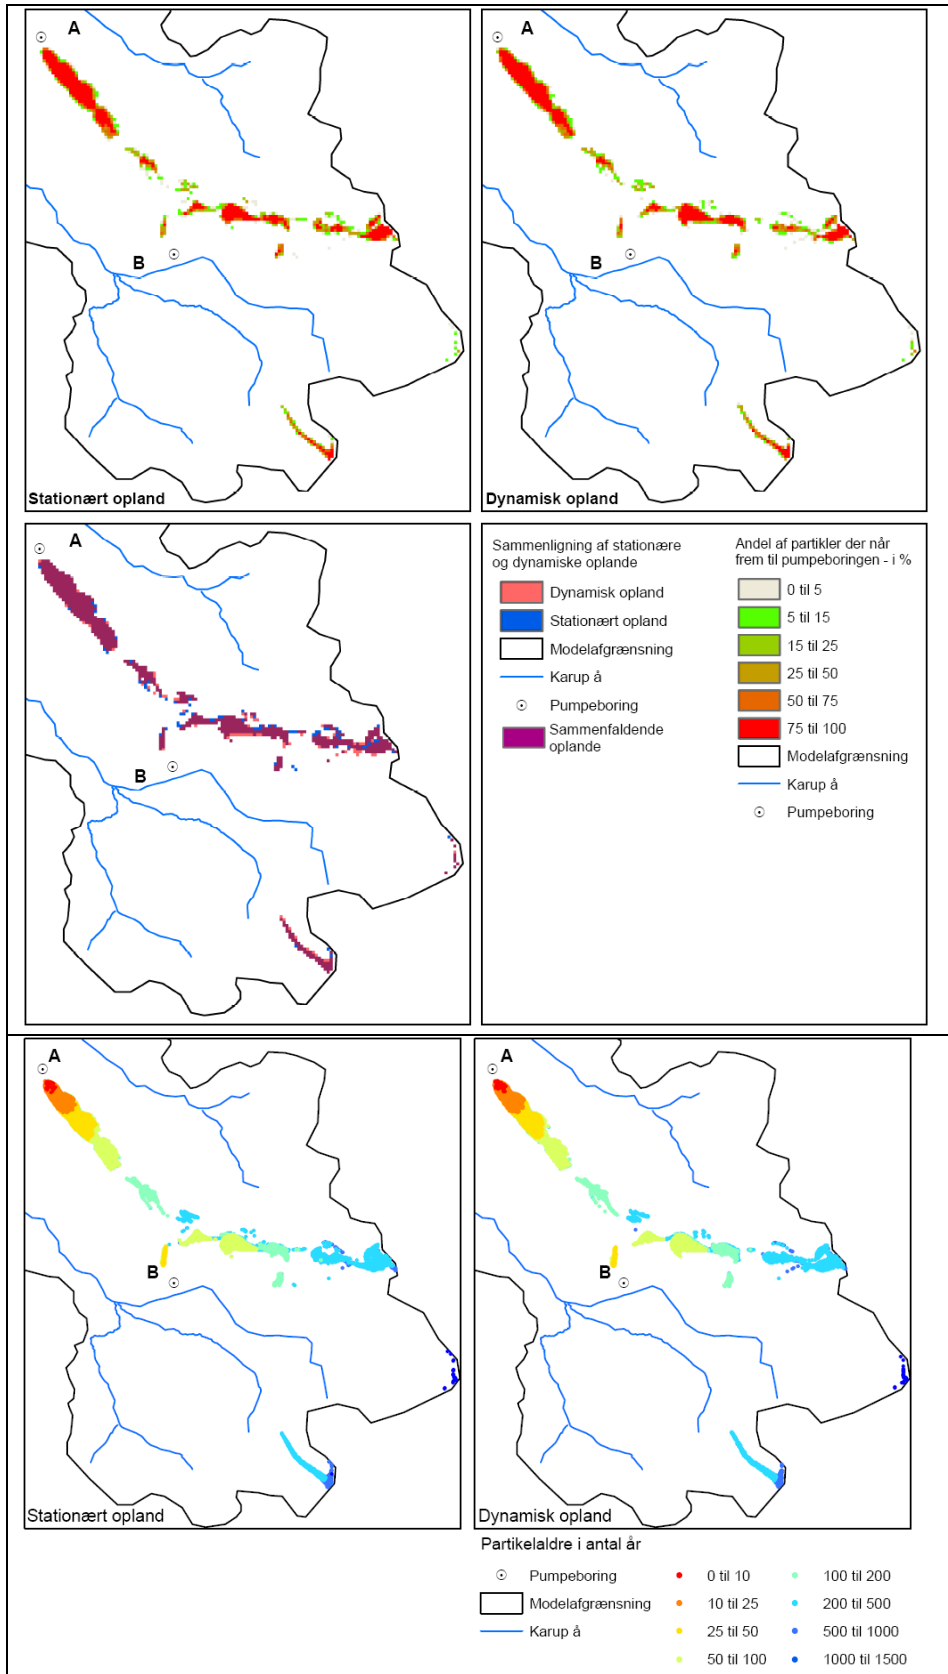 A
B
Stationært opland
A
B
Dynamisk opland
A
B
Sammenligning af stationære
og dynamiske oplande
Dynamisk opland
Stationært opland
Modelafgrænsning
Karup å
Pumpeboring
Sammenfaldende
oplande
Andel af partikler der når
frem til pumpeboringen - i %
0 til 5
5 til 15
15 til 25
25 til 50
50 til 75
75 til 100
Modelafgrænsning
Karup å
Pumpeboring
A
B
Stationært opland
A
B
Dynamisk opland
Partikelaldre i antal år
Pumpeboring
Modelafgrænsning
Karup å
0 til 10
10 til 25
25 til 50
50 til 100
100 til 200
200 til 500
500 til 1000
1000 til 1500